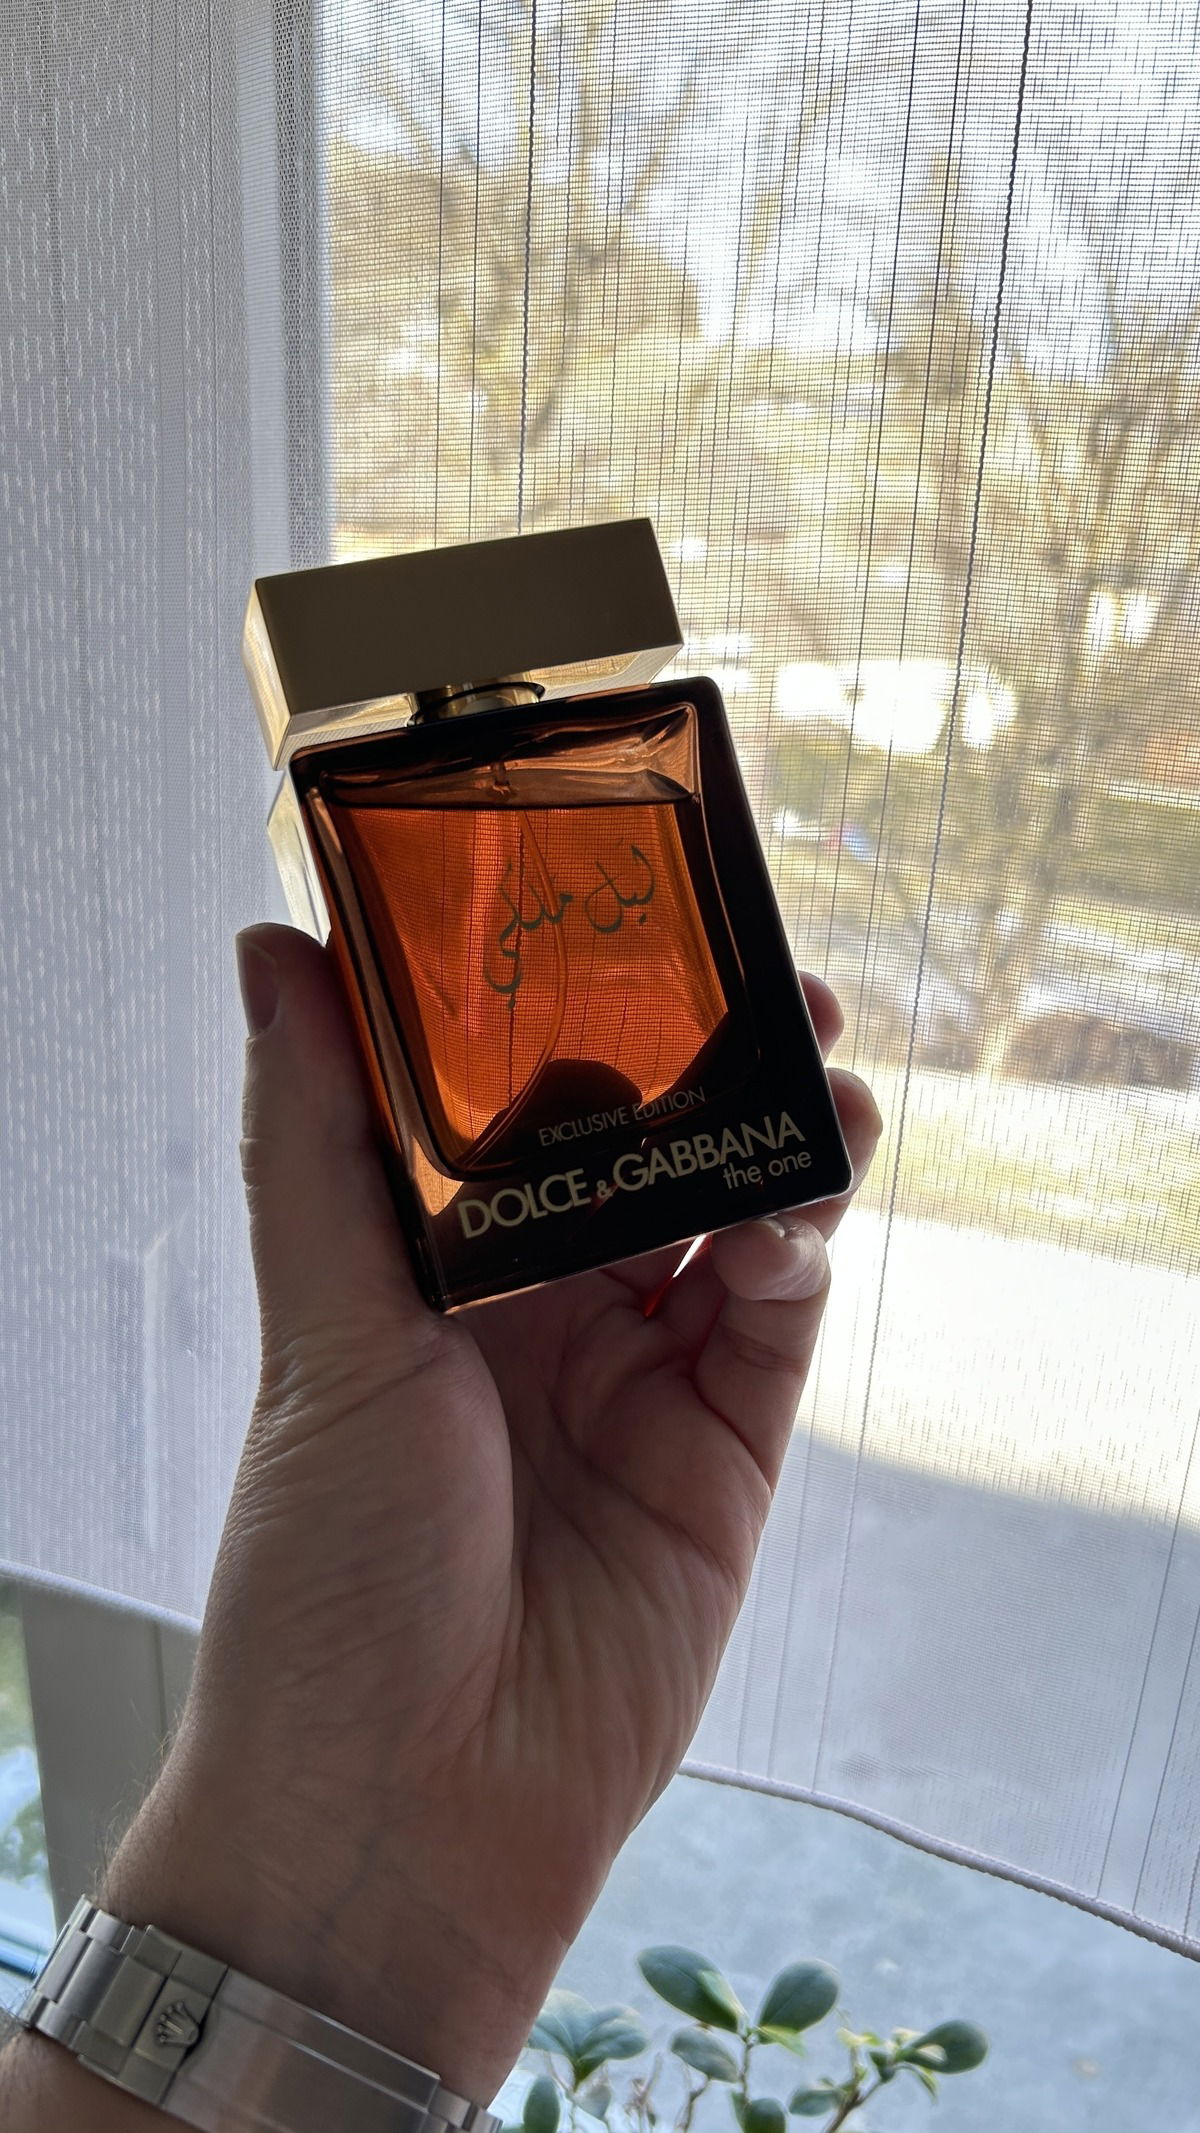 ليل ملكي
EXCLUSIVE EDITION
DOLCE & GABBANA
the one